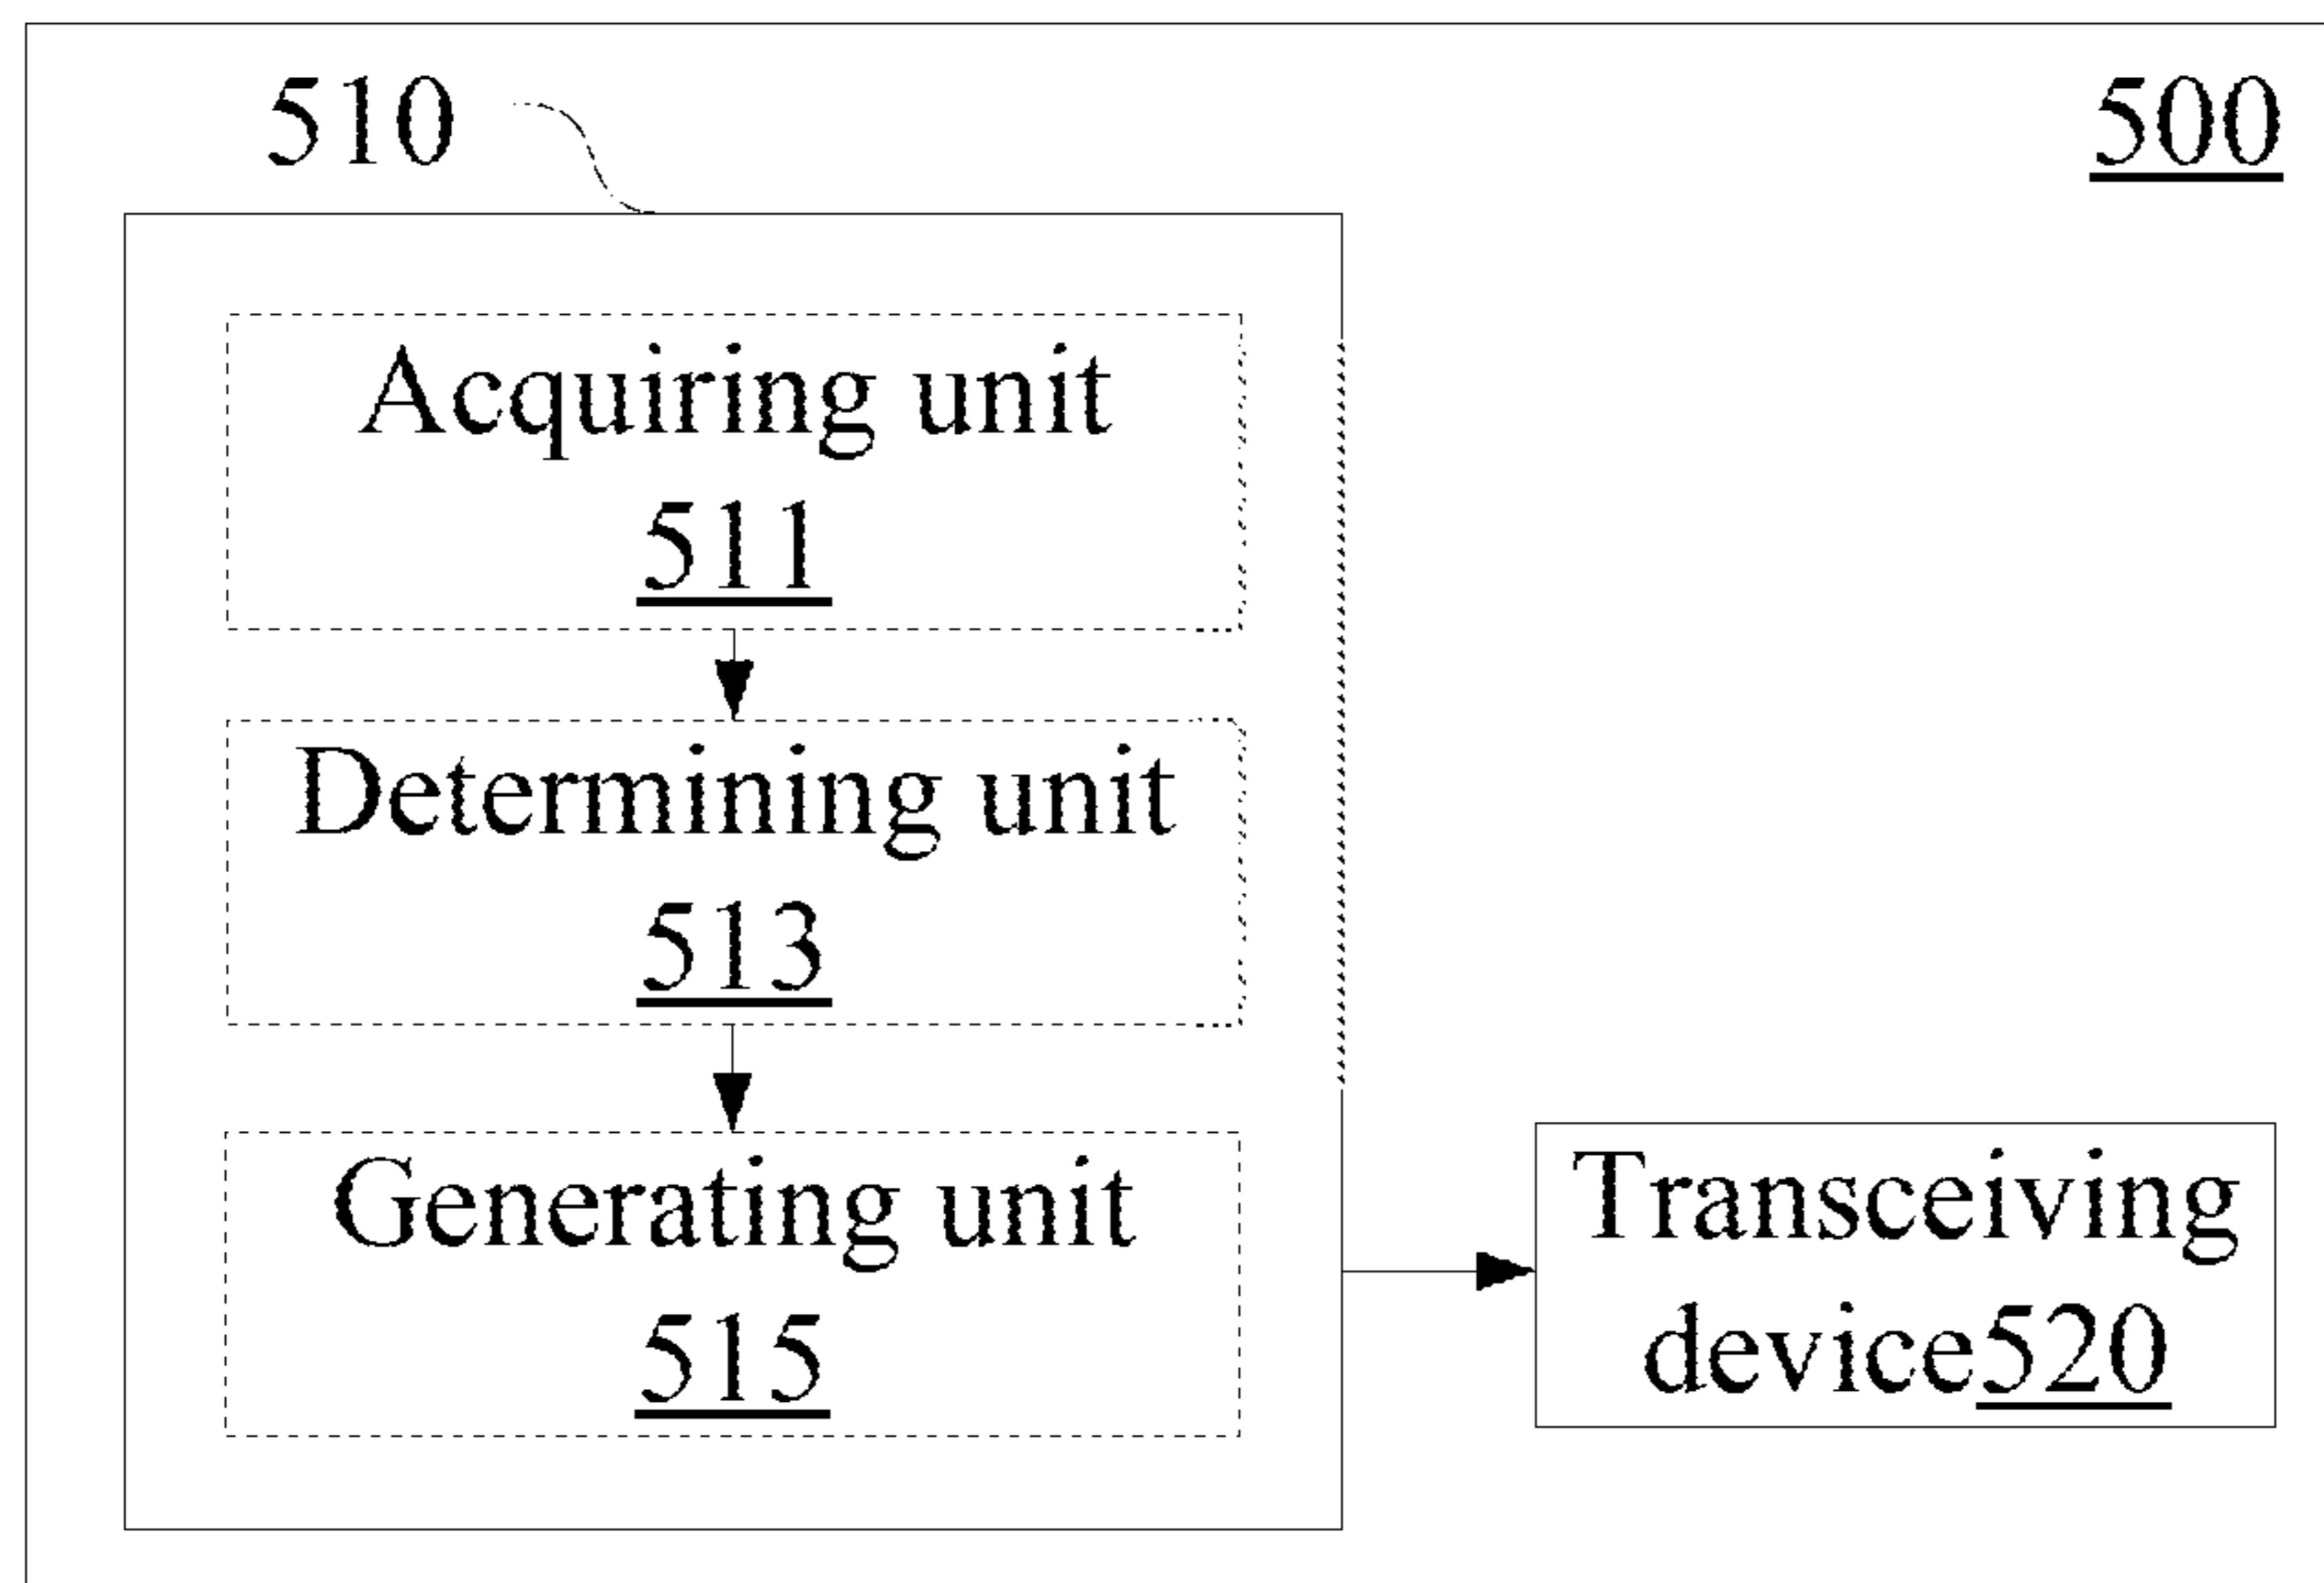 510
500
Acquiring unit
511
Determining unit
513
Generating unit
515
Transceiving
device520